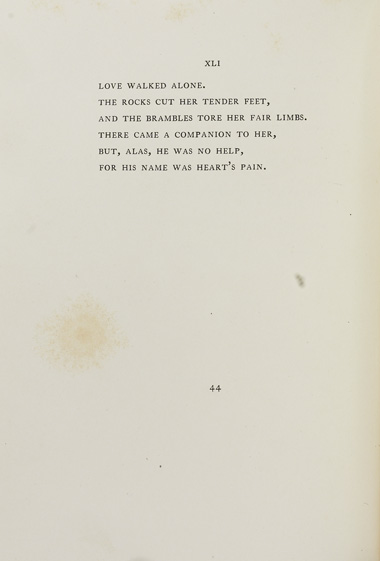 XLI
LOVE WALKED ALONE.
THE ROCKS CUT HER TENDER FEET,
AND THE BRAMBLES TORE HER FAIR LIMBS.
THERE CAME A COMPANION TO HER,
BUT, ALAS, HE WAS NO HELP,
FOR HIS NAME WAS HEART'S PAIN.
44